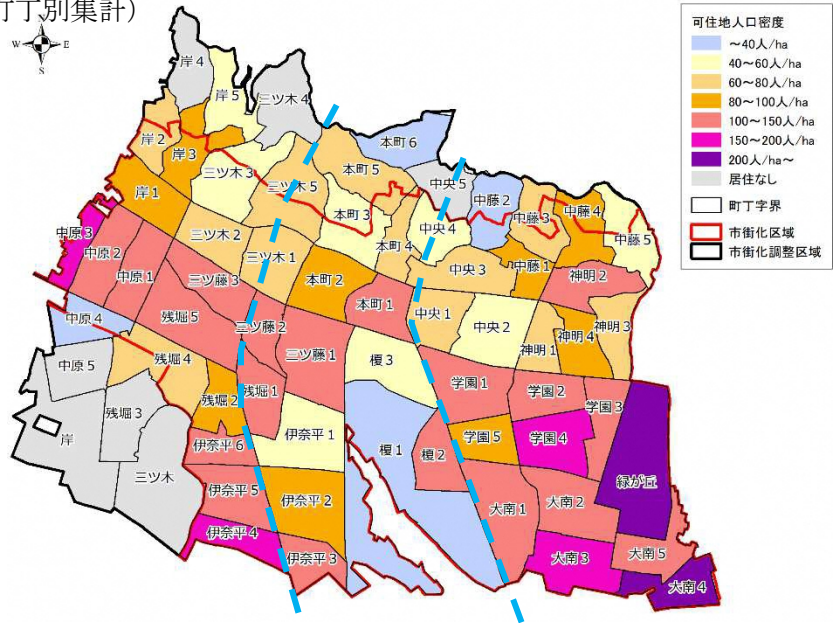 町丁別集計）
N
W E
S
可住地人口密度
～40人/ha
40～60人/ha
60～80人/ha
80～100人/ha
100～150人/ha
150～200人/ha
200人/ha～
居住なし
町丁字界
市街化区域
市街化調整区域
岸4
岸5
三ツ木4
岸2
岸3
本町6
本町5
中央5
中藤2
三ツ木3
三ツ木5
岸1
本町3
中藤3
中藤4
中央4
中藤5
中原3
三ツ木2
本町4
中原2
三ツ木1
中央3
中藤1
中原1
三ツ藤3
本町2
神明2
本町1
中央1
中原4
残堀5
三ツ藤2
中央2
神明3
神明4
神明1
三ツ藤1
榎3
中原5
残堀4
学園1
学園2
残堀1
残堀2
学園3
残堀3
岸
伊奈平1
学園5
学園4
伊奈平6
榎1
榎2
三ツ木
緑が丘
伊奈平5
伊奈平2
大南1
大南2
伊奈平4
伊奈平3
大南3
大南5
大南4